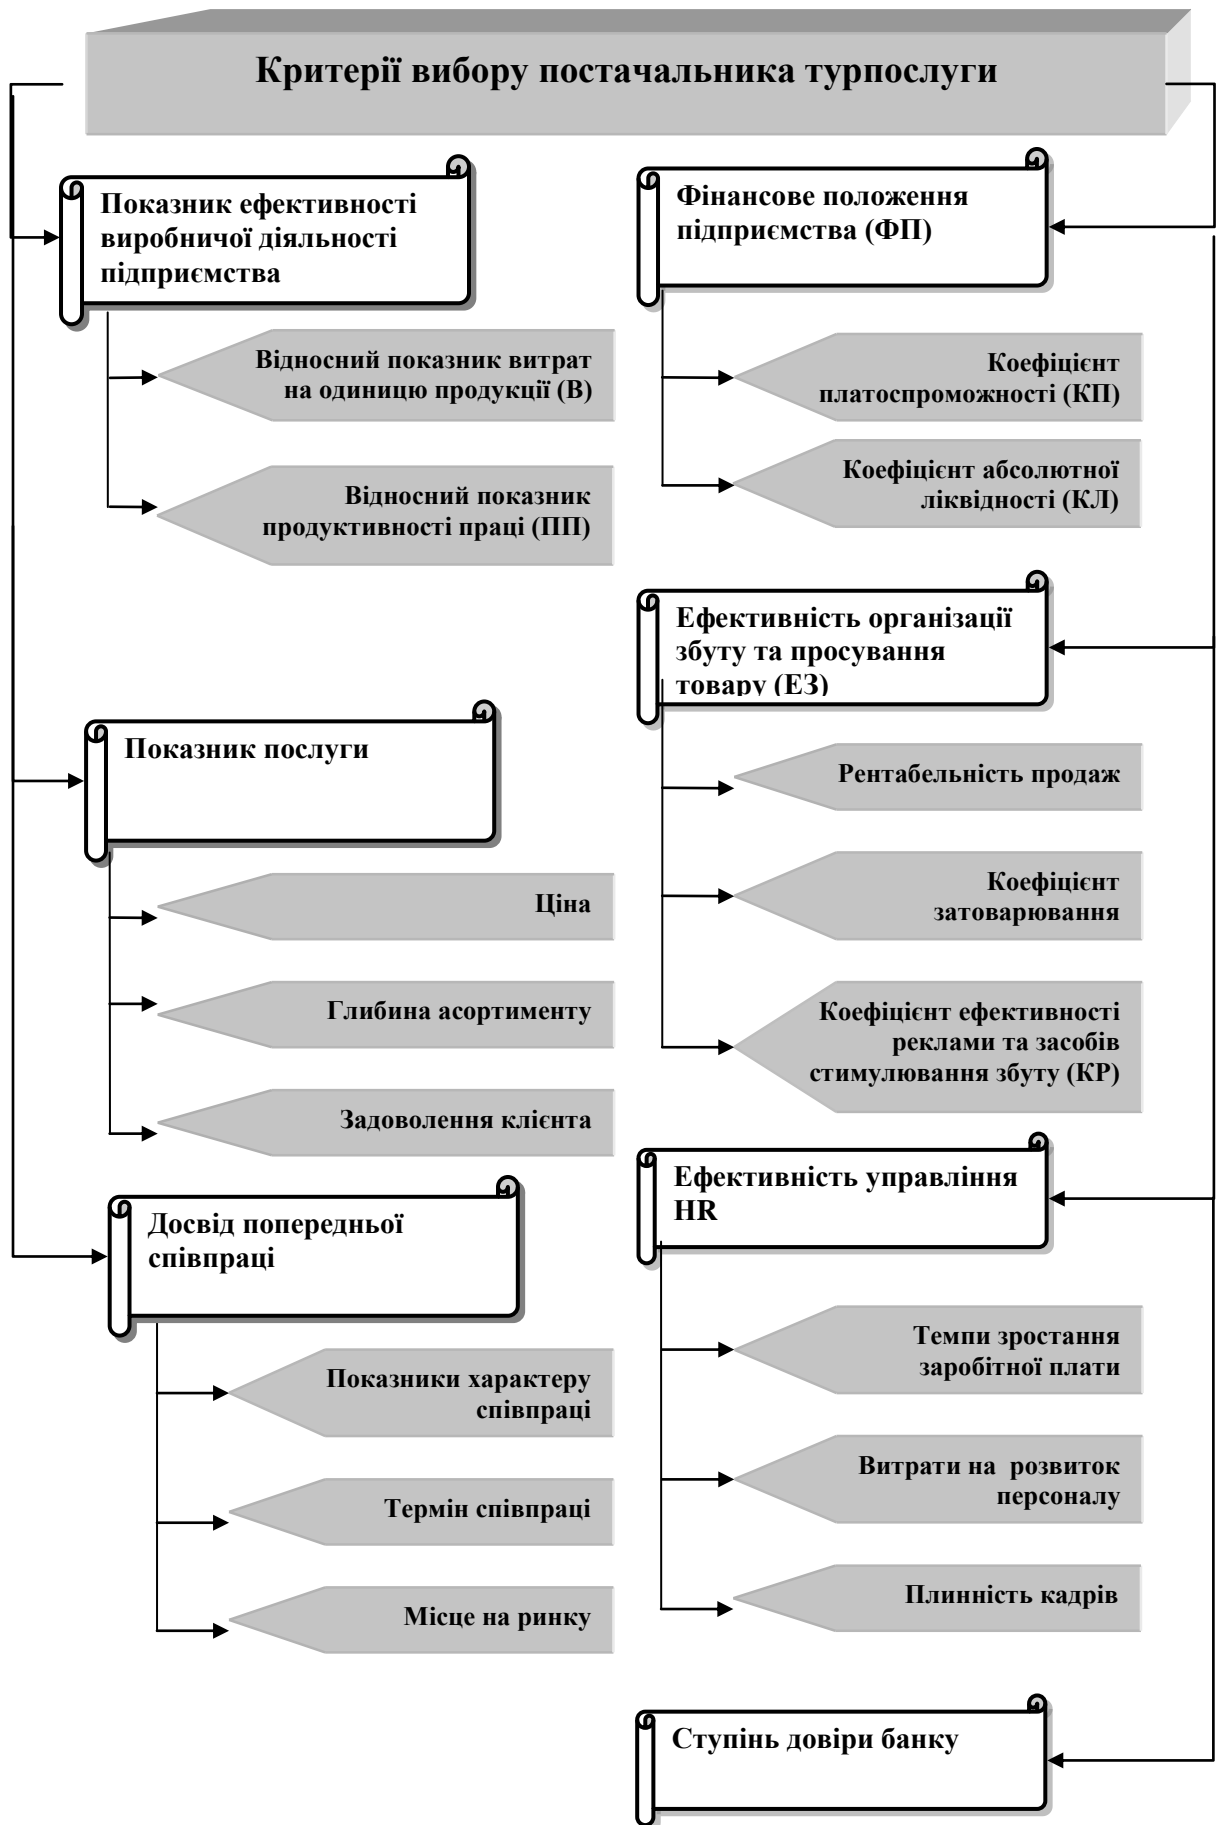 Критерії вибору постачальника турпослуги
Показник ефективності
виробничої діяльності
підприємства
Відносний показник витрат
на одиницю продукції (В)
Відносний показник
продуктивності праці (ПП)
Показник послуги
Ціна
Глибина асортименту
Задоволення клієнта
Досвід попередньої
співпраці
Показники характеру
співпраці
Термін співпраці
Місце на ринку
Фінансове положення
підприємства (ФП)
Коефіцієнт
платоспроможності (КП)
Коефіцієнт абсолютної
ліквідності (КЛ)
Ефективність організації
збуту та просування
товару (ЕЗ)
Рентабельність продаж
Коефіцієнт
затоварювання
Коефіцієнт ефективності
реклами та засобів
стимулювання збуту (КР)
Ефективність управління
HR
Темпи зростання
заробітної плати
Витрати на розвиток
персоналу
Плинність кадрів
Ступінь довіри банку